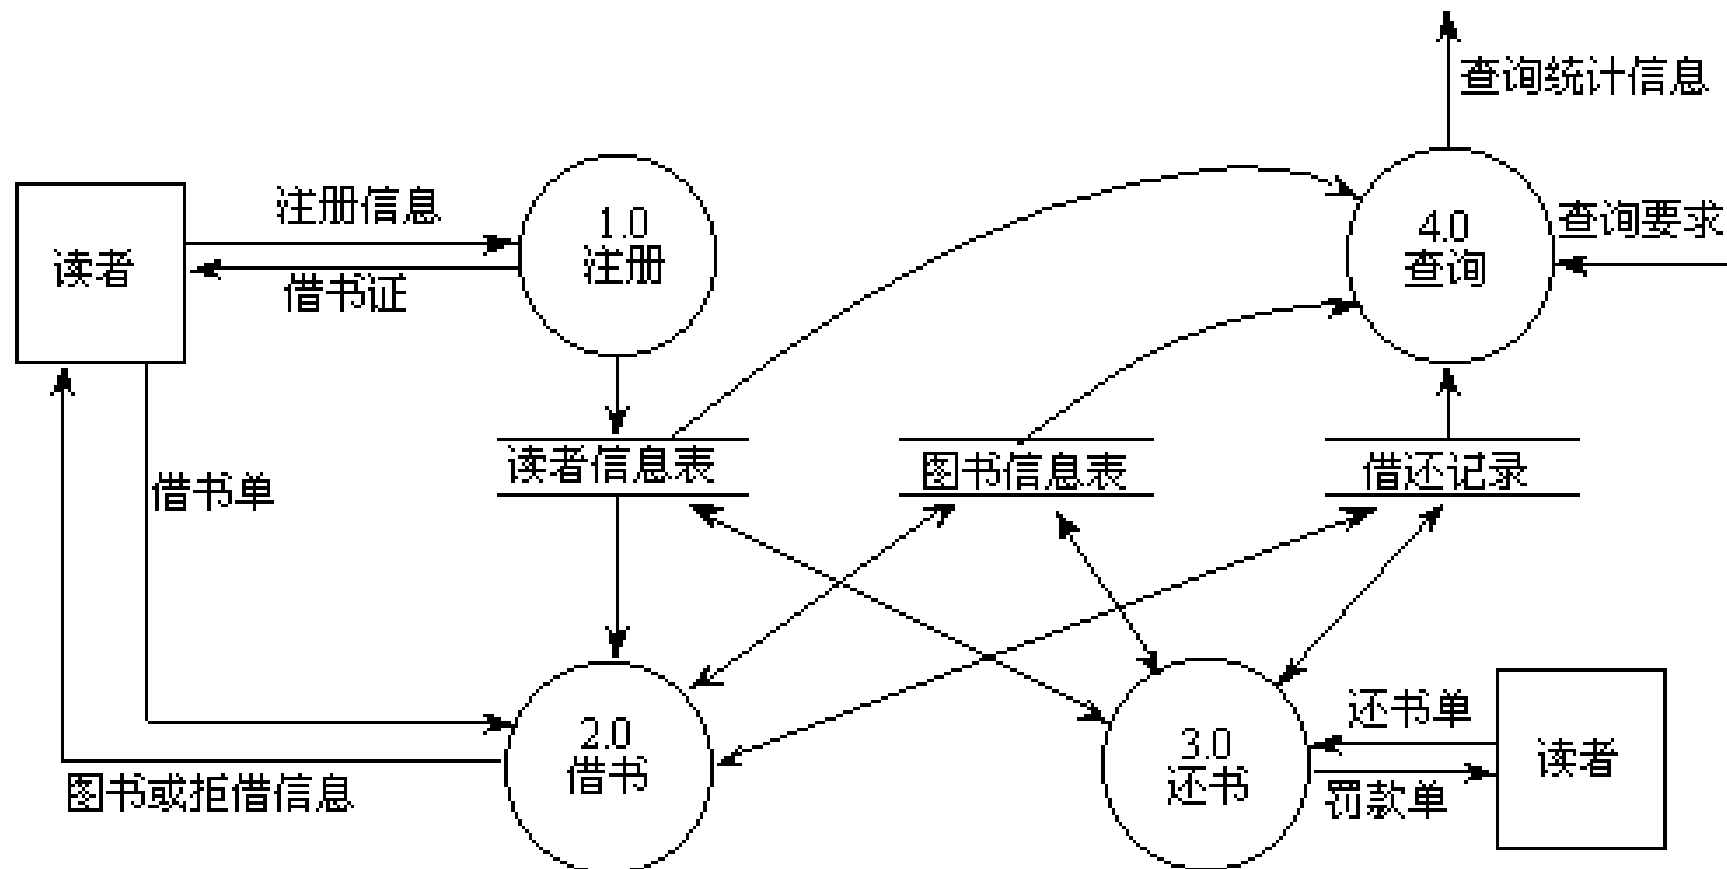 查询统计信息
注册信息
读者
1.0
注册
借书证
4.0
查询
查询要求
读者信息表
图书信息表
借还记录
借书单
2.0
借书
图书或拒借信息
3.0
还书
还书单
罚款单
读者